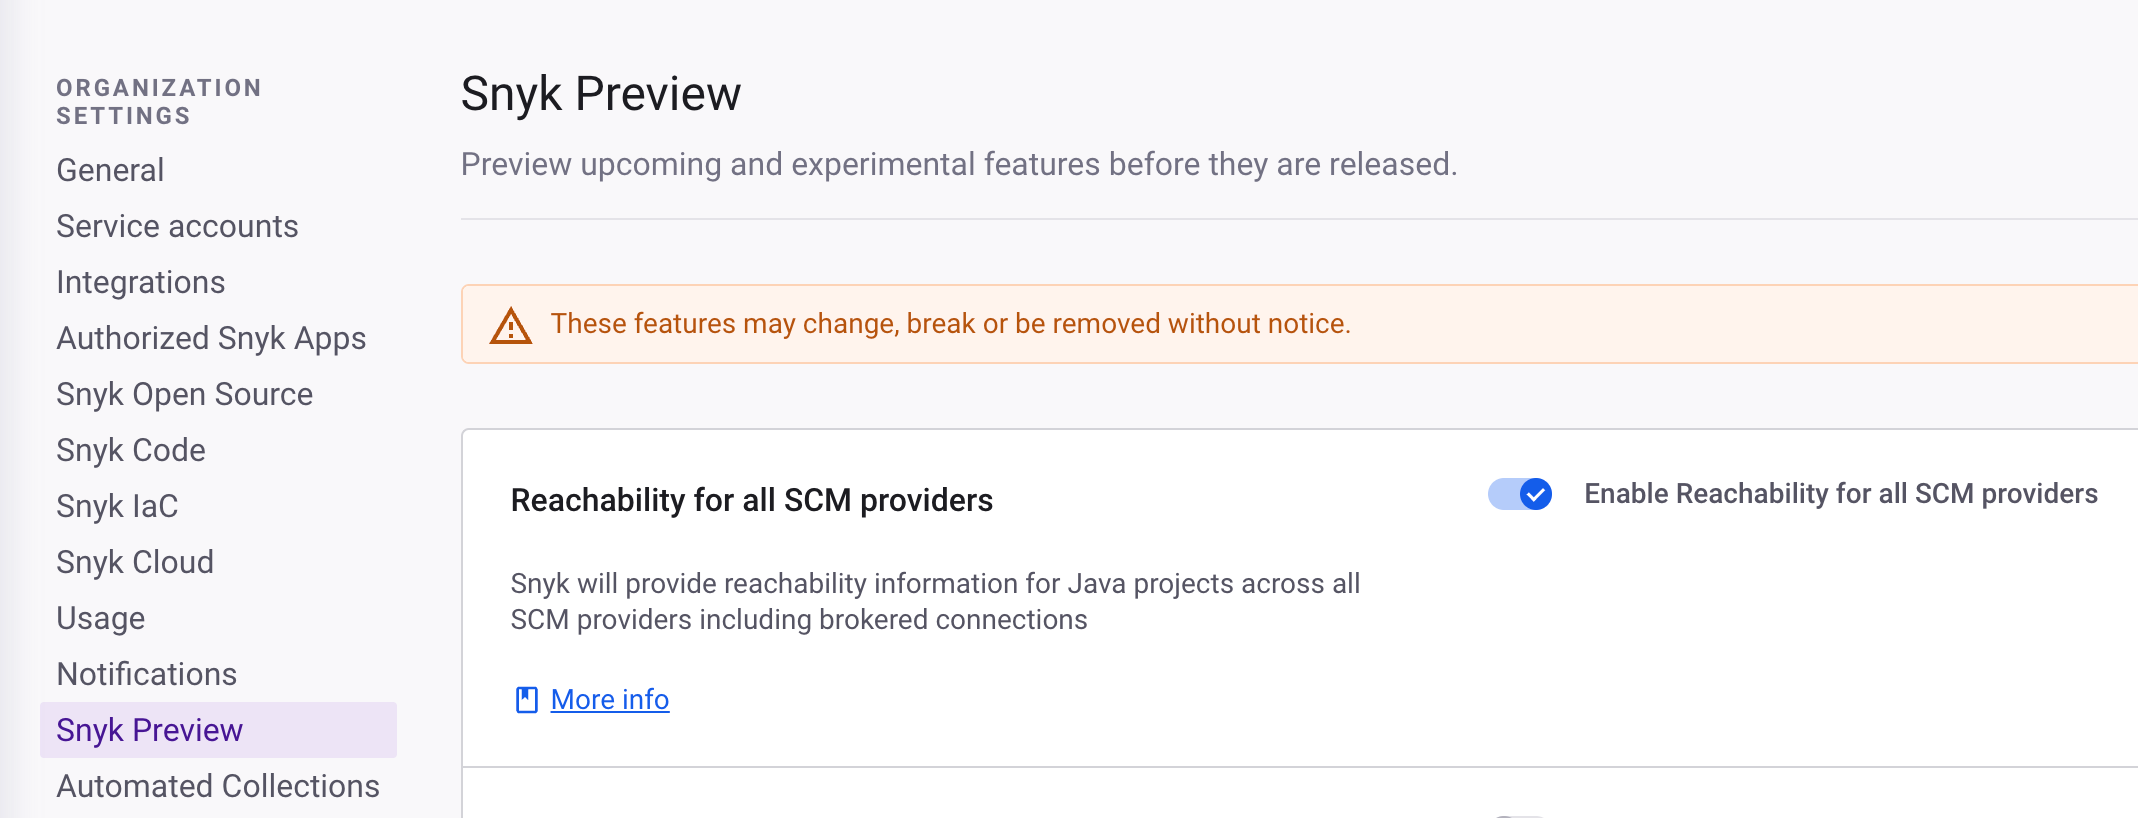 ORGANIZATION
SETTINGS
General
Service accounts
Integrations
Authorized Snyk Apps
Snyk Open Source
Snyk Code
Snyk IaC
Snyk Cloud
Usage
Notifications
Snyk Preview
Automated Collections
Snyk Preview
Preview upcoming and experimental features before they are released.
These features may change, break or be removed without notice.
Reachability for all SCM providers
Enable Reachability for all SCM providers
Snyk will provide reachability information for Java projects across all
SCM providers including brokered connections
More info